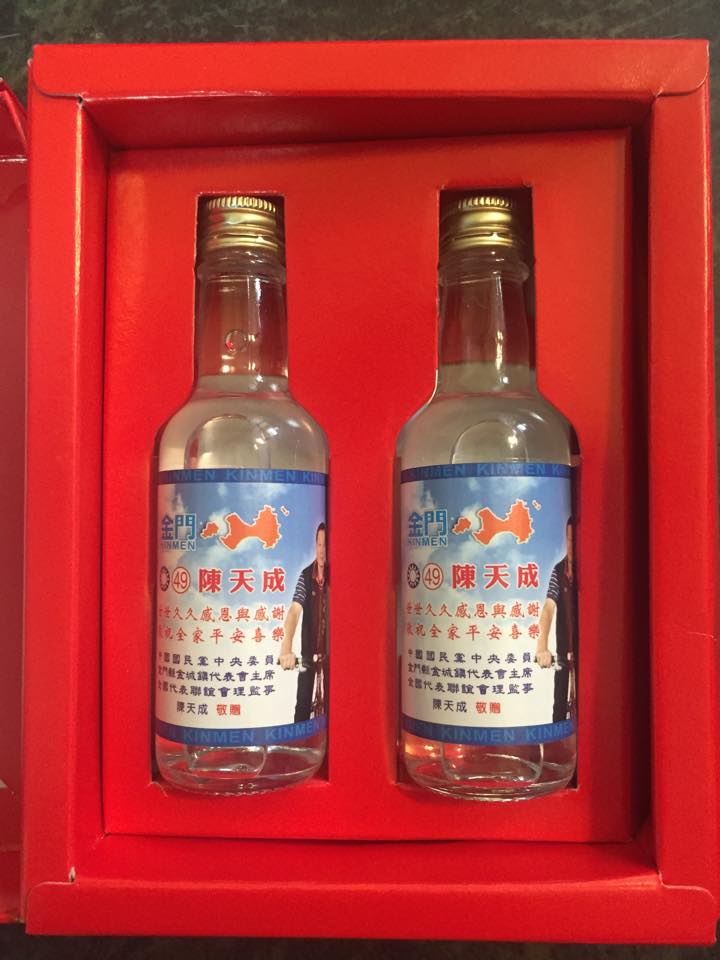 KINMEN KINMEN KIN
金門
KINMEN
49 陳天成
世世久久感恩與感謝
敬祝全家平安喜樂
中國國民黨中央委員
金門縣金城鎮代表會主席
全國代表聯誼會理監事
陳天成 敬贈
KINMEN KINMEN
KINMEN KINMEN KIN
金門
KINMEN
49 陳天成
世世久久感恩與感謝
敬祝全家平安喜樂
中國國民黨中央委員
金門縣金城鎮代表會主席
全國代表聯誼會理監事
陳天成 敬贈
KINMEN KINMEN